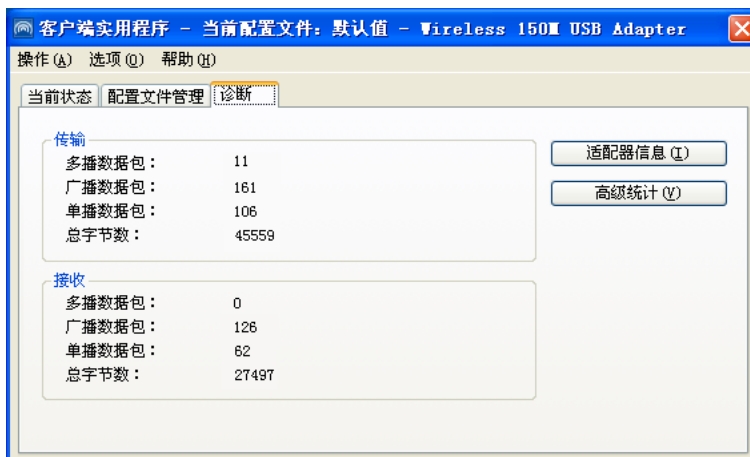 客户端实用程序 - 当前配置文件：默认值 - Wireless 150M USB Adapter
操作(A) 选项(O) 帮助(H)
当前状态 配置文件管理 诊断
传输
多播数据包： 11
广播数据包： 161
单播数据包： 106
总字节数： 45559
适配器信息(I)
高级统计(V)
接收
多播数据包： 0
广播数据包： 126
单播数据包： 62
总字节数： 27497